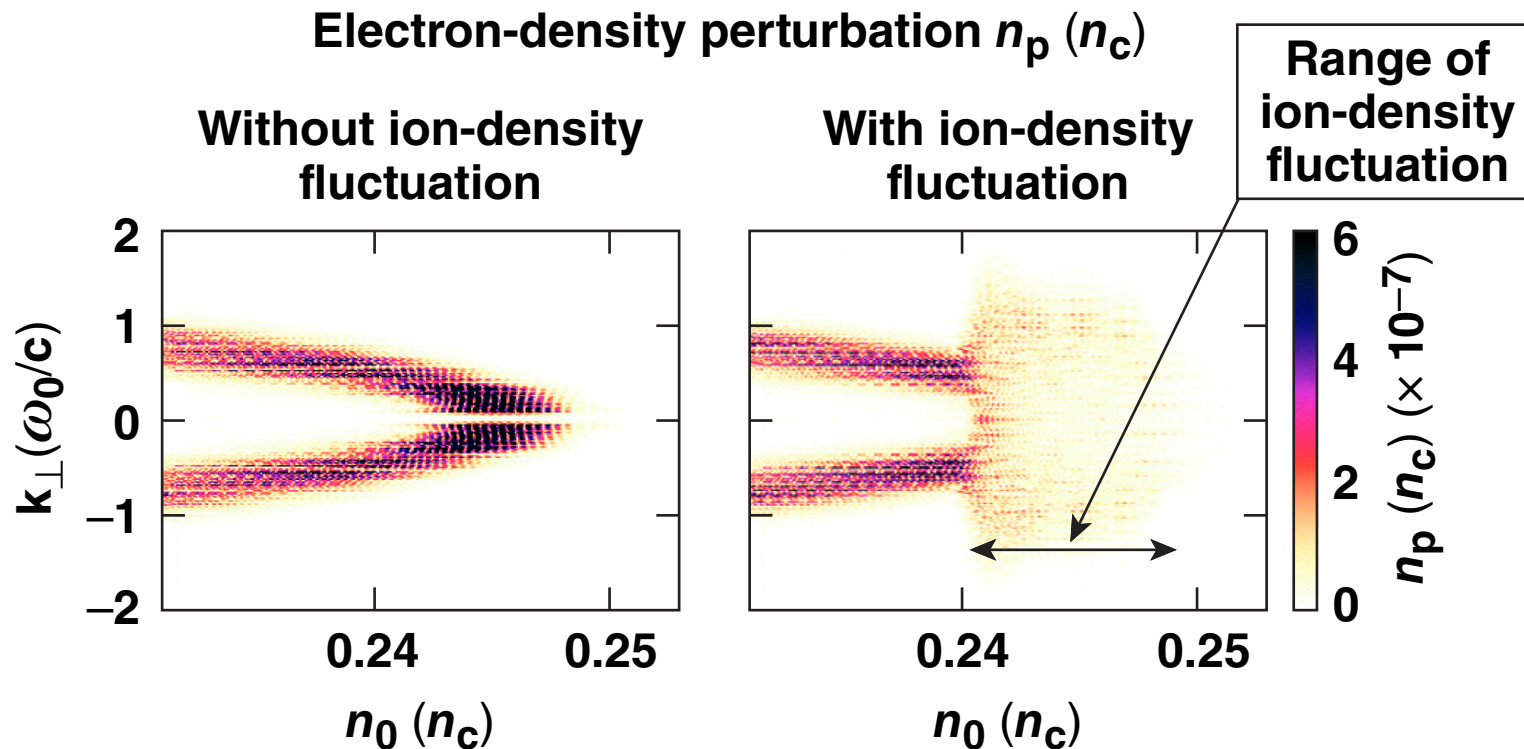 Electron-density perturbation np (nc)
Range of
ion-density
fluctuation
Without ion-density
fluctuation
With ion-density
fluctuation
2
1
0
−1
−2
k⊥(ω0/c)
0.24
0.25
n0 (nc)
0.24
0.25
n0 (nc)
6
4
2
0
np (nc) (× 10−7)